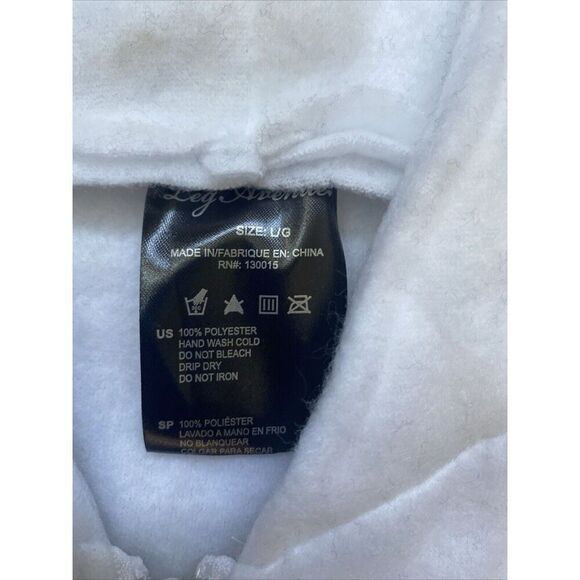 Leg Avenue
SIZE: L/G
MADE IN/FABRIQUE EN: CHINA
RN#: 130015
US 100% POLYESTER
HAND WASH COLD
DO NOT BLEACH
DRIP DRY
DO NOT IRON
SP 100% POLIÉSTER
LAVADO A MANO EN FRIO
NO BLANQUEAR
COLGAR PARA SECAR